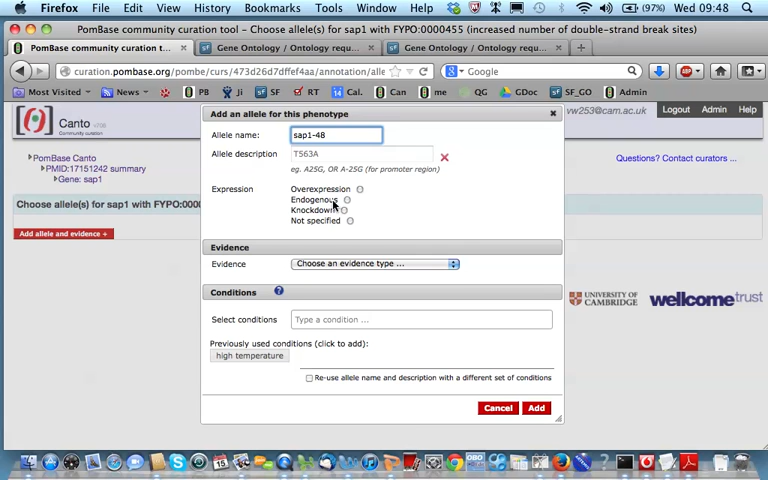 Firefox File Edit View History Bookmarks Tools Window Help (97%) Wed 09:48
PomBase community curation tool - Choose allele(s) for sap1 with FYPO:0000455 (increased number of double-strand break sites)
PomBase community curation t... Gene Ontology / Ontology requ... Gene Ontology / Ontology requ...
curation.pombase.org/pombe/curs/473d26d7dffef4aa/annotation/alle Google
Most Visited News PB Ji SF RT Cal. Can me QG GDoc SF_GO Admin
Add an allele for this phenotype
vw253@cam.ac.uk Logout Admin Help
Canto
Community curation
Allele name: sap1-48
Allele description T563A
eg. A25G, OR A-25G (for promoter region)
PomBase Canto
PMID:17151242 summary
Gene: sap1
Questions? Contact curators ...
Expression Overexpression
Endogenous
Knockdown
Not specified
Choose allele(s) for sap1 with FYPO:0000455
Add allele and evidence +
Evidence
Evidence Choose an evidence type ...
Conditions
Select conditions Type a condition ...
Previously used conditions (click to add):
high temperature
Re-use allele name and description with a different set of conditions
Cancel Add
UNIVERSITY OF
CAMBRIDGE
wellcometrust